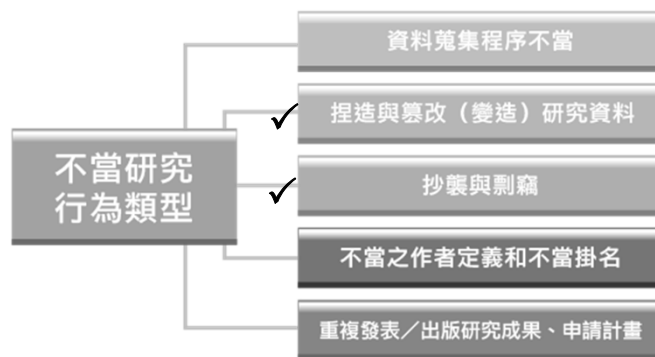 不當研究
行為類型
資料蒐集程序不當
捏造與篡改（變造）研究資料
抄襲與剽竊
不當之作者定義和不當掛名
重複發表／出版研究成果、申請計畫